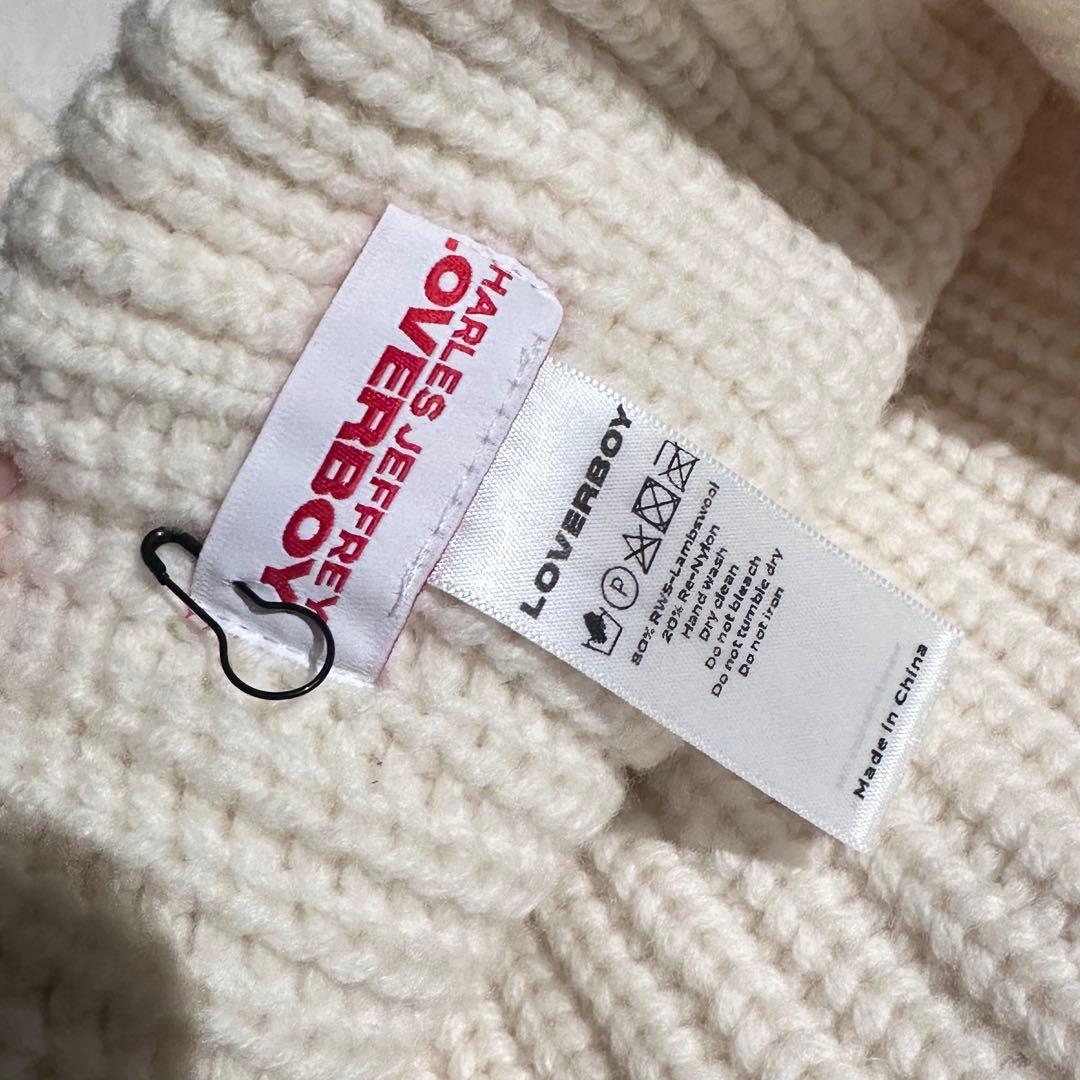 HARLES JEFFREY
LOVERBOY
LOVERBOY
P
80% RWS-Lambswool
20% Re-Nylon
Hand wash
Dry clean
Do not bleach
Do not tumble dry
Do not iron
Made in China